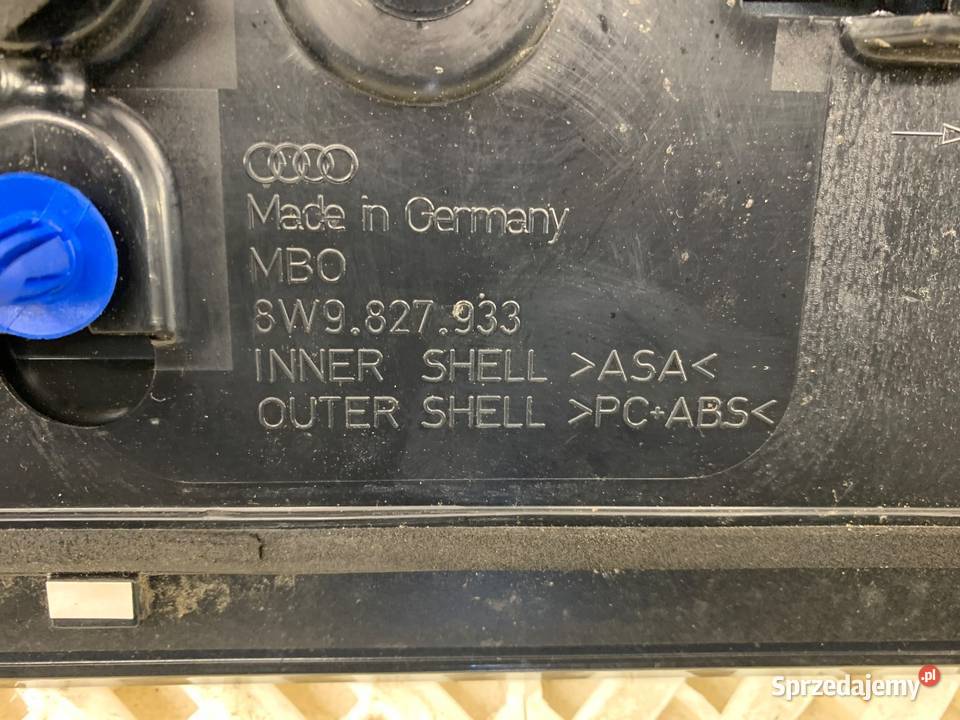 Made in Germany
MBO
8W9.827.933
INNER SHELL >ASA<
OUTER SHELL >PC+ABS<
Sprzedajemy.pl